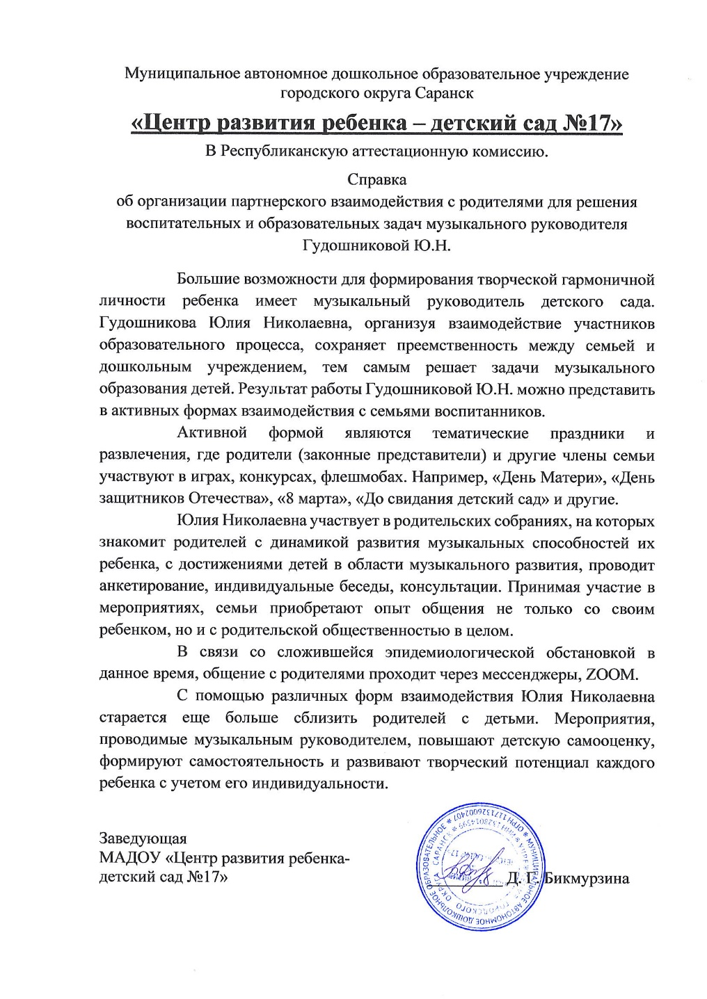 Муниципальное автономное дошкольное образовательное учреждение
городского округа Саранск
«Центр развития ребенка – детский сад №17»
В Республиканскую аттестационную комиссию.
Справка
об организации партнерского взаимодействия с родителями для решения
воспитательных и образовательных задач музыкального руководителя
Гудошниковой Ю.Н.
Большие возможности для формирования творческой гармоничной
личности ребенка имеет музыкальный руководитель детского сада.
Гудошникова Юлия Николаевна, организуя взаимодействие участников
образовательного процесса, сохраняет преемственность между семьей и
дошкольным учреждением, тем самым решает задачи музыкального
образования детей. Результат работы Гудошниковой Ю.Н. можно представить
в активных формах взаимодействия с семьями воспитанников.
Активной формой являются тематические праздники и
развлечения, где родители (законные представители) и другие члены семьи
участвуют в играх, конкурсах, флешмобах. Например, «День Матери», «День
защитников Отечества», «8 марта», «До свидания детский сад» и другие.
Юлия Николаевна участвует в родительских собраниях, на которых
знакомит родителей с динамикой развития музыкальных способностей их
ребенка, с достижениями детей в области музыкального развития, проводит
анкетирование, индивидуальные беседы, консультации. Принимая участие в
мероприятиях, семьи приобретают опыт общения не только со своим
ребенком, но и с родительской общественностью в целом.
В связи со сложившейся эпидемиологической обстановкой в
данное время, общение с родителями проходит через мессенджеры, ZOOM.
С помощью различных форм взаимодействия Юлия Николаевна
старается еще больше сблизить родителей с детьми. Мероприятия,
проводимые музыкальным руководителем, повышают детскую самооценку,
формируют самостоятельность и развивают творческий потенциал каждого
ребенка с учетом его индивидуальности.
Заведующая
МАДОУ «Центр развития ребенка-
детский сад №17» Д. Г. Бикмурзина
МУНИЦИПАЛЬНОЕ АВТОНОМНОЕ ДОШКОЛЬНОЕ ОБРАЗОВАТЕЛЬНОЕ * ОГРН 1171326002407 *
ГОРОДСКОГО ОКРУГА САРАНСК *